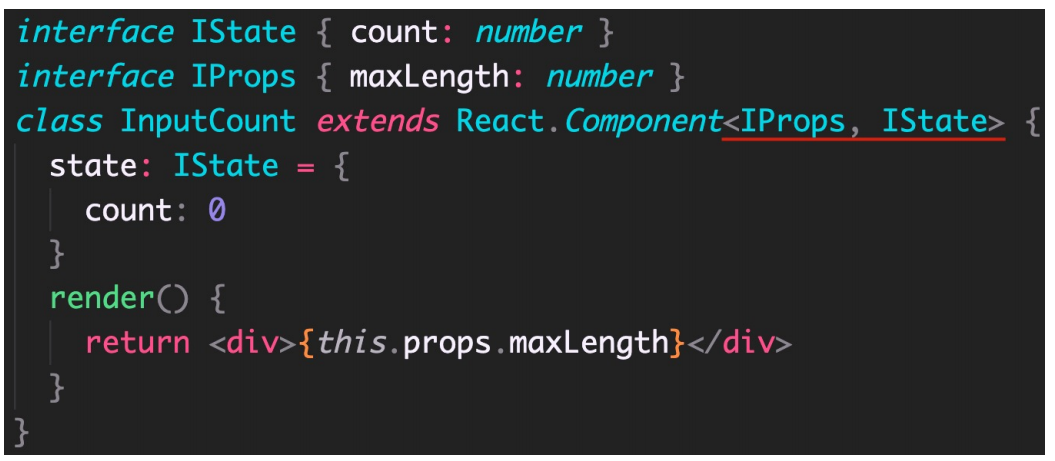 interface IState { count: number }
interface IProps { maxLength: number }
class InputCount extends React.Component<IProps, IState> {
  state: IState = {
    count: 0
  }
  render() {
    return <div>{this.props.maxLength}</div>
  }
}